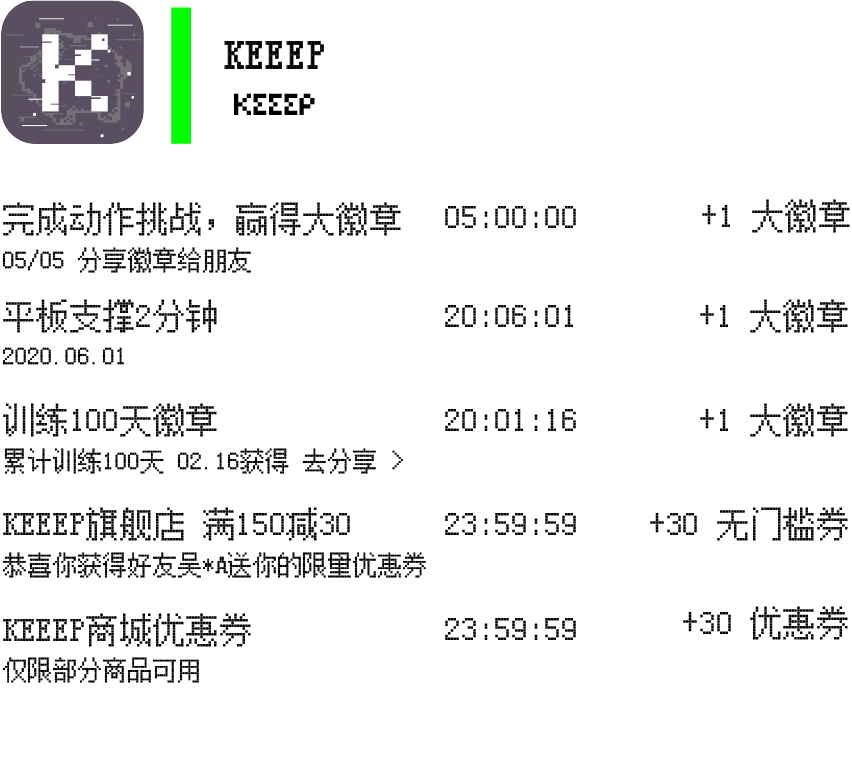 K
KEEEP
KΣΣΣP
完成动作挑战，赢得大徽章 05:00:00 +1 大徽章
05/05 分享徽章给朋友
平板支撑2分钟 20:06:01 +1 大徽章
2020.06.01
训练100天徽章 20:01:16 +1 大徽章
累计训练100天 02.16获得 去分享 >
KEEEP旗舰店 满150减30 23:59:59 +30 无门槛券
恭喜你获得好友吴*A送你的限量优惠券
KEEEP商城优惠券 23:59:59 +30 优惠券
仅限部分商品可用